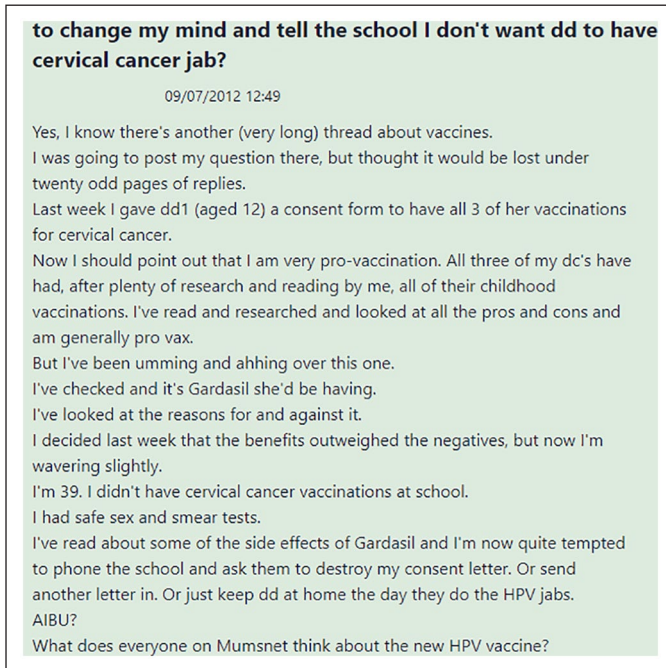 to change my mind and tell the school I don't want dd to have
cervical cancer jab?
09/07/2012 12:49
Yes, I know there's another (very long) thread about vaccines.
I was going to post my question there, but thought it would be lost under
twenty odd pages of replies.
Last week I gave dd1 (aged 12) a consent form to have all 3 of her vaccinations
for cervical cancer.
Now I should point out that I am very pro-vaccination. All three of my dc's have
had, after plenty of research and reading by me, all of their childhood
vaccinations. I've read and researched and looked at all the pros and cons and
am generally pro vax.
But I've been umming and ahhing over this one.
I've checked and it's Gardasil she'd be having.
I've looked at the reasons for and against it.
I decided last week that the benefits outweighed the negatives, but now I'm
wavering slightly.
I'm 39. I didn't have cervical cancer vaccinations at school.
I had safe sex and smear tests.
I've read about some of the side effects of Gardasil and I'm now quite tempted
to phone the school and ask them to destroy my consent letter. Or send
another letter in. Or just keep dd at home the day they do the HPV jabs.
AIBU?
What does everyone on Mumsnet think about the new HPV vaccine?